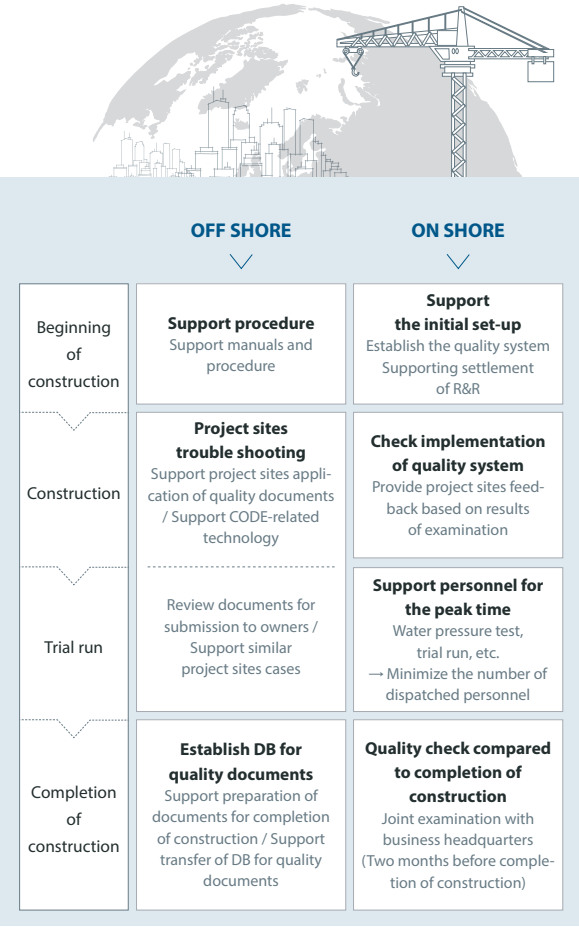 OFF SHORE
ON SHORE
Beginning
of
construction
Support procedure
Support manuals and
procedure
Support
the initial set-up
Establish the quality system
Supporting settlement
of R&R
Construction
Project sites
trouble shooting
Support project sites appli-
cation of quality documents
/ Support CODE-related
technology
Check implementation
of quality system
Provide project sites feed-
back based on results
of examination
Trial run
Review documents for
submission to owners /
Support similar
project sites cases
Support personnel for
the peak time
Water pressure test,
trial run, etc.
→ Minimize the number of
dispatched personnel
Completion
of
construction
Establish DB for
quality documents
Support preparation of
documents for completion
of construction / Support
transfer of DB for quality
documents
Quality check compared
to completion of
construction
Joint examination with
business headquarters
(Two months before comple-
tion of construction)